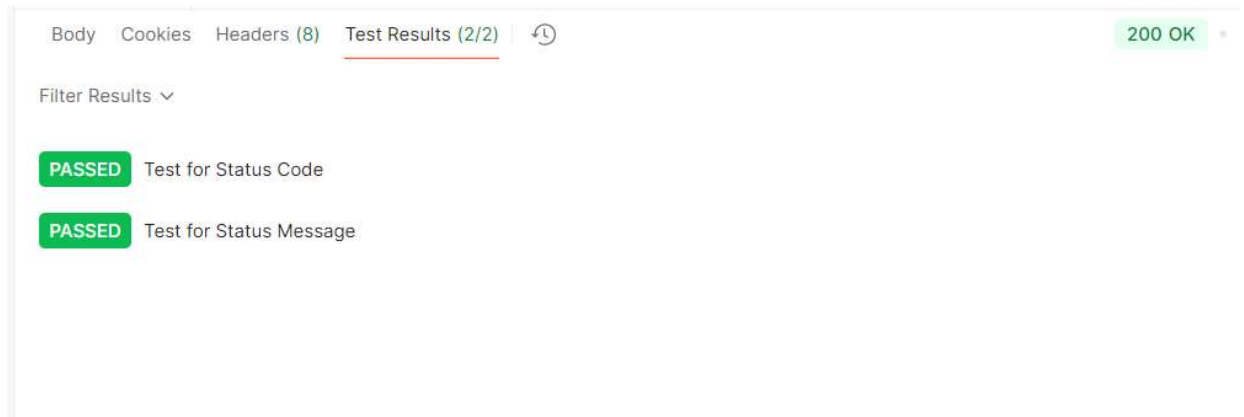 Body Cookies Headers (8) Test Results (2/2) 200 OK
Filter Results
PASSED Test for Status Code
PASSED Test for Status Message